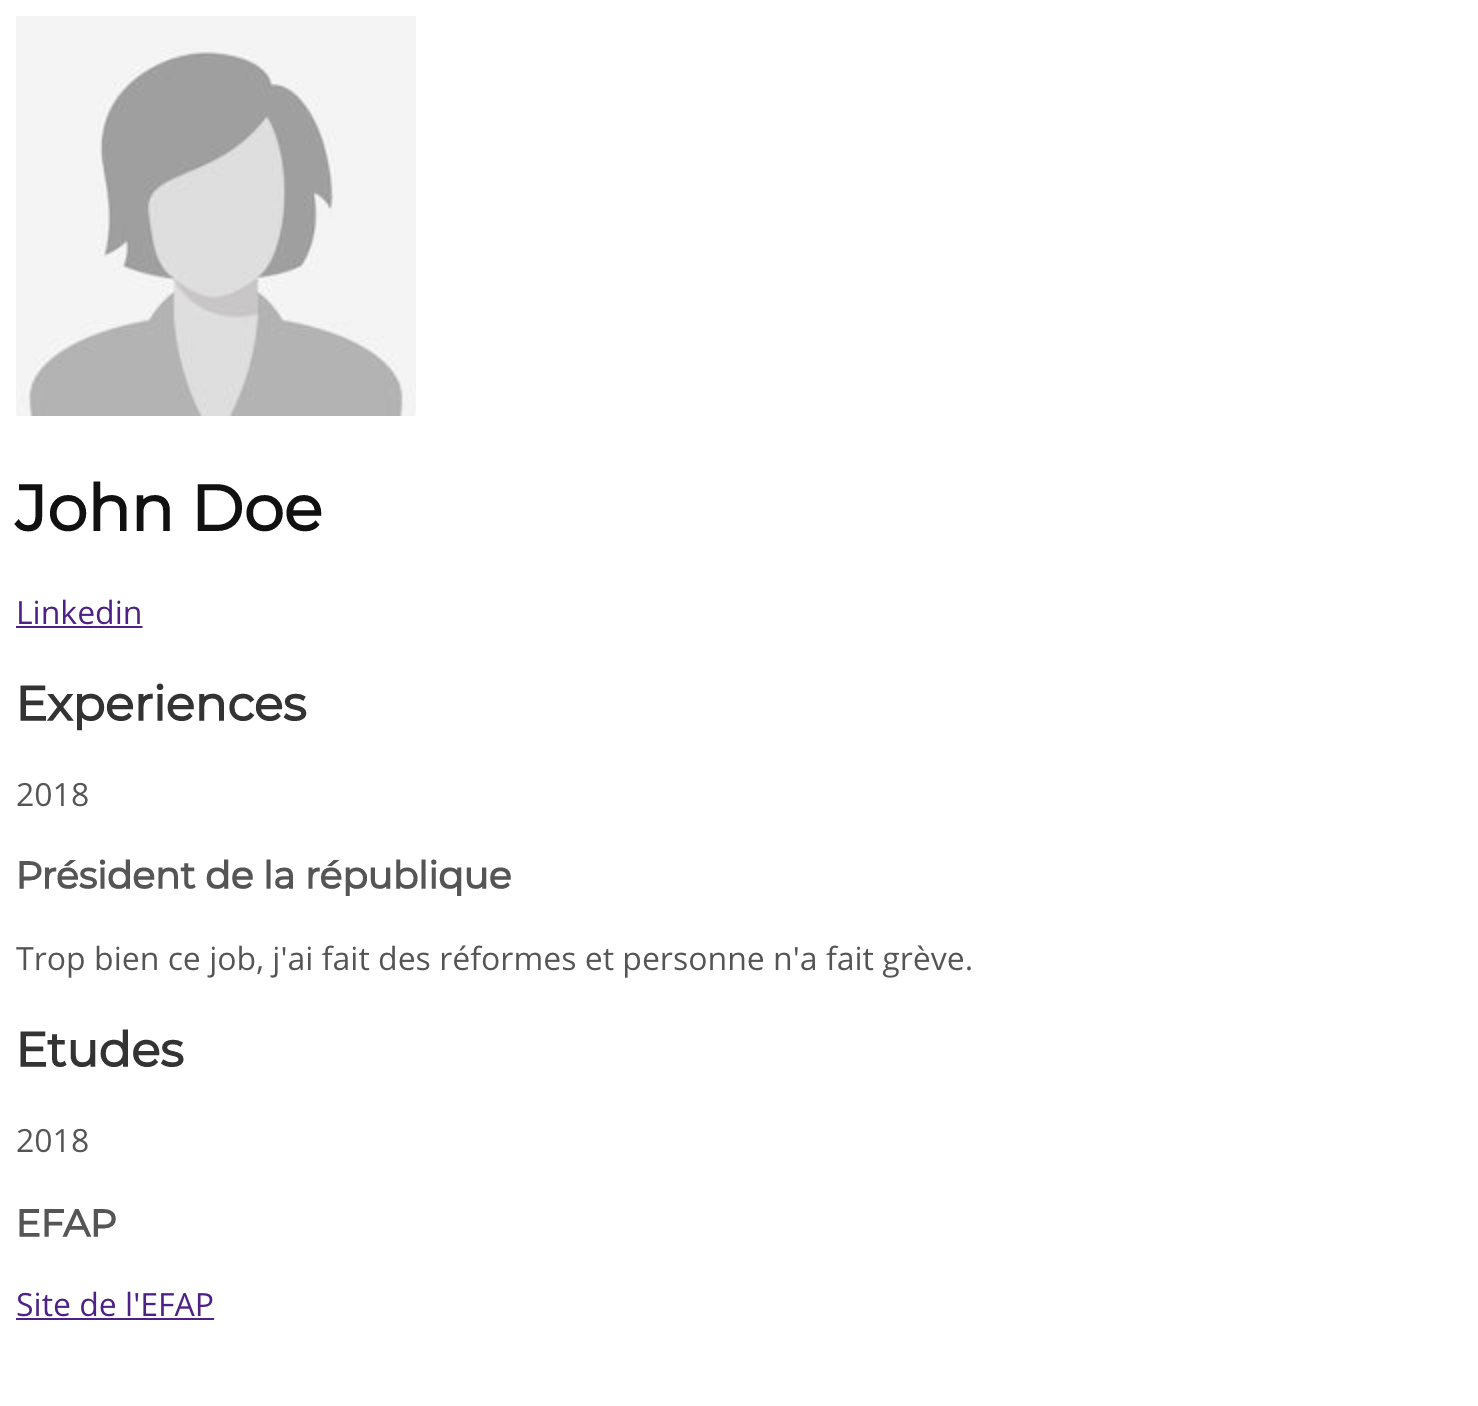 John Doe
Linkedin
Experiences
2018
Président de la république
Trop bien ce job, j'ai fait des réformes et personne n'a fait grève.
Etudes
2018
EFAP
Site de l'EFAP